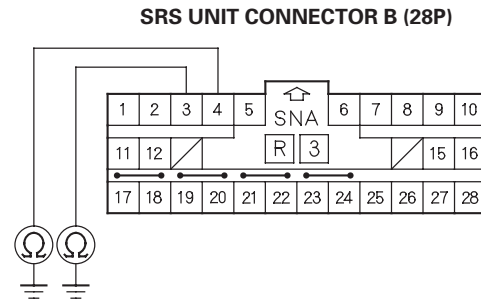 SRS UNIT CONNECTOR B (28P)
1 2 3 4 5 SNA 6 7 8 9 10
11 12 R 3 15 16
17 18 19 20 21 22 23 24 25 26 27 28
Ω Ω